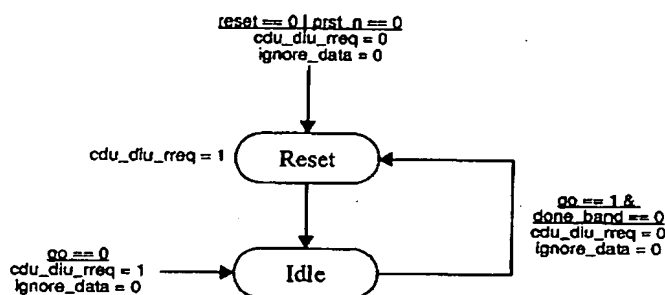 reset == 0 | prst_n == 0
cdu_diu_rreq = 0
ignore_data = 0
cdu_diu_rreq = 1
Reset
go == 1 &
done_band == 0
cdu_diu_rreq = 0
ignore_data = 0
go == 0
cdu_diu_rreq = 1
ignore_data = 0
Idle